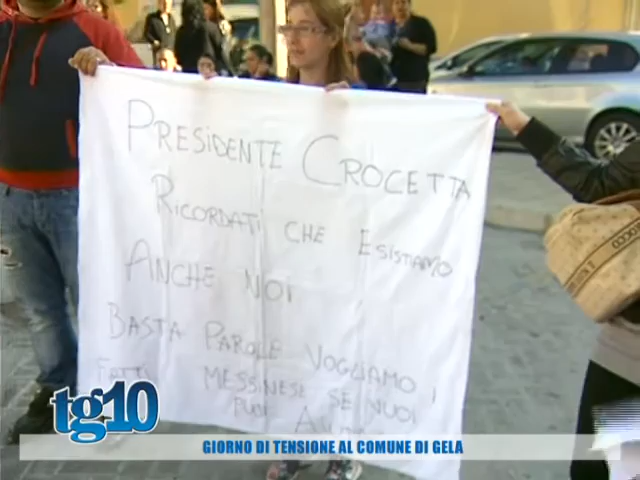 PRESIDENTE CROCETTA
RICORDATI CHE ESISTIAMO
ANCHE NOI
BASTA PAROLE VOGLIAMO I
FATTI MESSINESE SE VUOI
PUOI
tg10
GIORNO DI TENSIONE AL COMUNE DI GELA